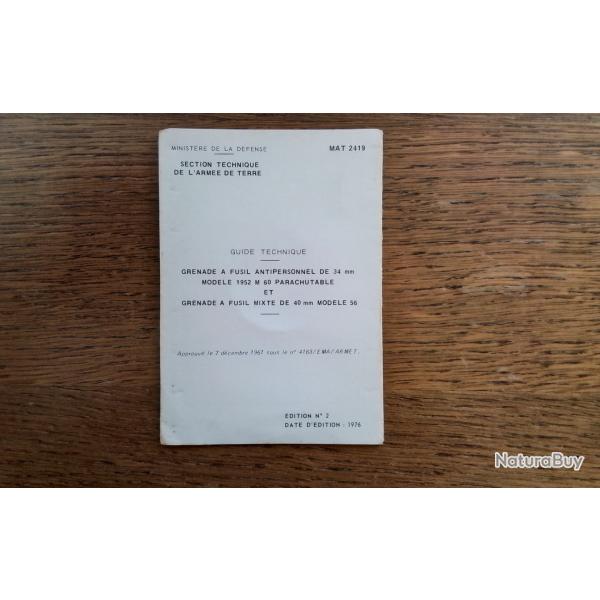 MINISTERE DE LA DEFENSE
MAT 2419
SECTION TECHNIQUE
DE L'ARMEE DE TERRE
GUIDE TECHNIQUE
GRENADE A FUSIL ANTIPERSONNEL DE 34 mm
MODELE 1952 M 60 PARACHUTABLE
ET
GRENADE A FUSIL MIXTE DE 40 mm MODELE 56
Approuvé le 7 décembre 1961 sous le n° 4163/EMA/ARMET.
EDITION N° 2
DATE D'EDITION : 1976
NaturaBuy